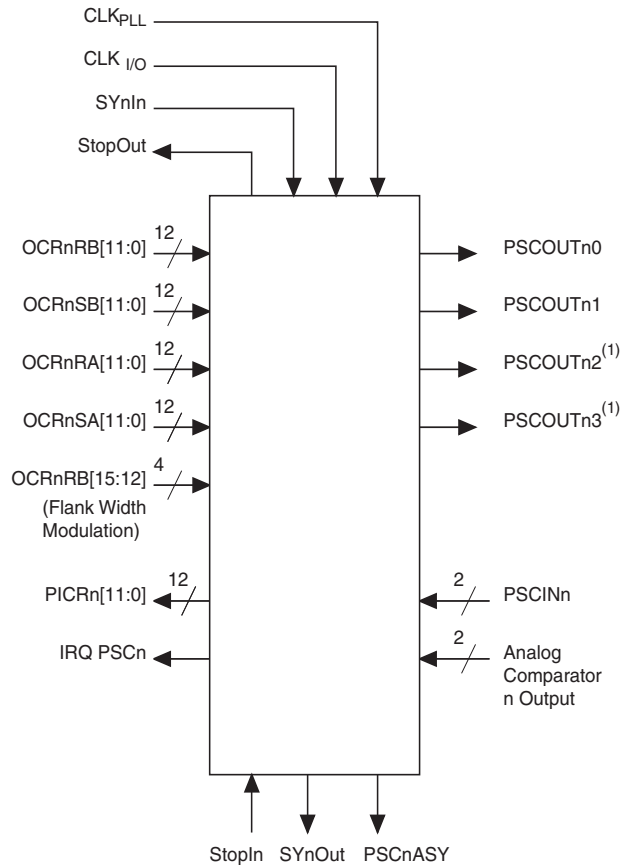 CLKPLL
CLK I/O
SYnIn
StopOut
OCRnRB[11:0]
12
PSCOUTn0
OCRnSB[11:0]
12
PSCOUTn1
OCRnRA[11:0]
12
PSCOUTn2(1)
OCRnSA[11:0]
12
PSCOUTn3(1)
OCRnRB[15:12]
4
(Flank Width
Modulation)
PICRn[11:0]
12
2
PSCINn
IRQ PSCn
2
Analog
Comparator
n Output
StopIn
SYnOut
PSCnASY